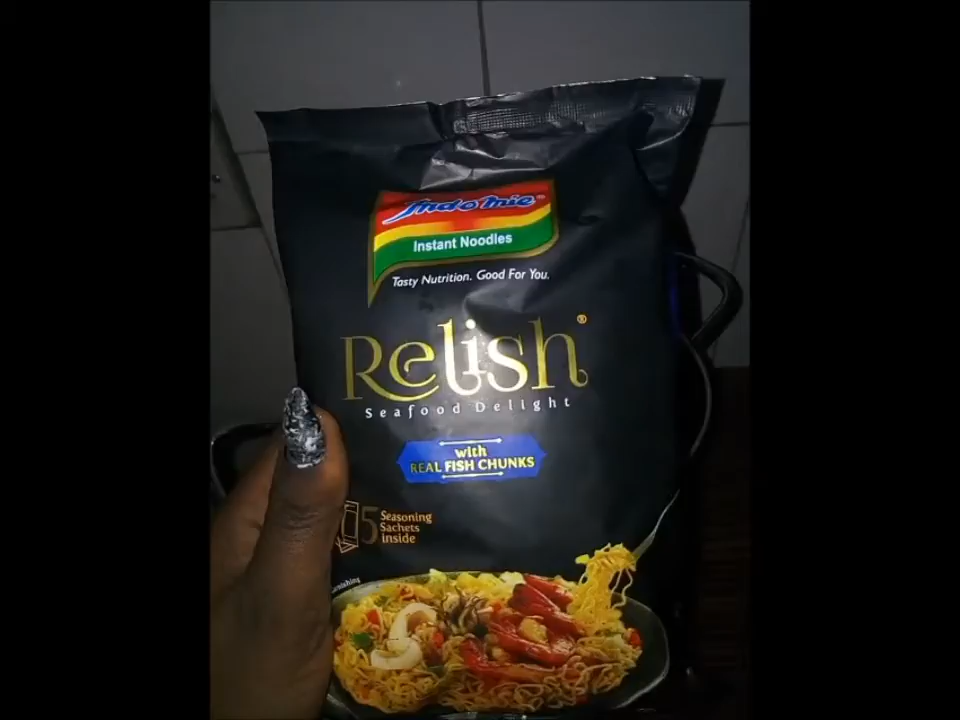 Indomie®
Instant Noodles
Tasty Nutrition. Good For You.
Relish®
Seafood Delight
with
REAL FISH CHUNKS
5 Seasoning
Sachets
inside